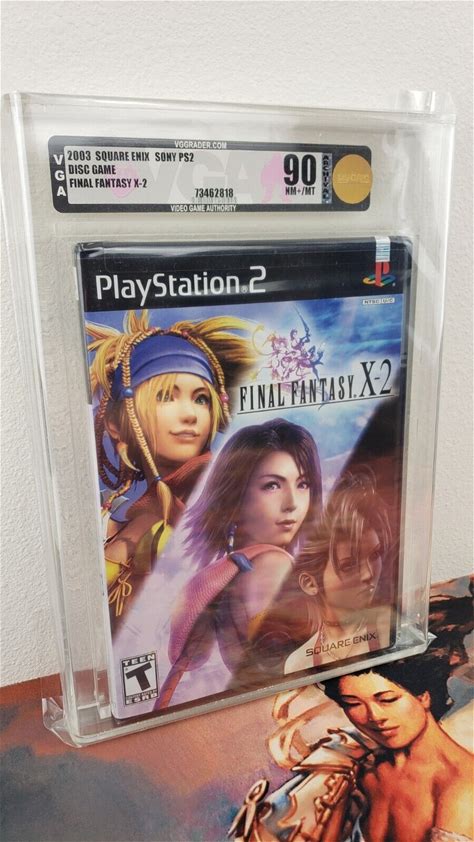 VGGRADER.COM
2003 SQUARE ENIX SONY PS2
DISC GAME
FINAL FANTASY X-2
73462818
VIDEO GAME AUTHORITY
VGA
90
NM+/MT
ARCHIVAL
PlayStation.2
FINAL FANTASY. X-2
SQUARE ENIX
TEEN
T
ESRB